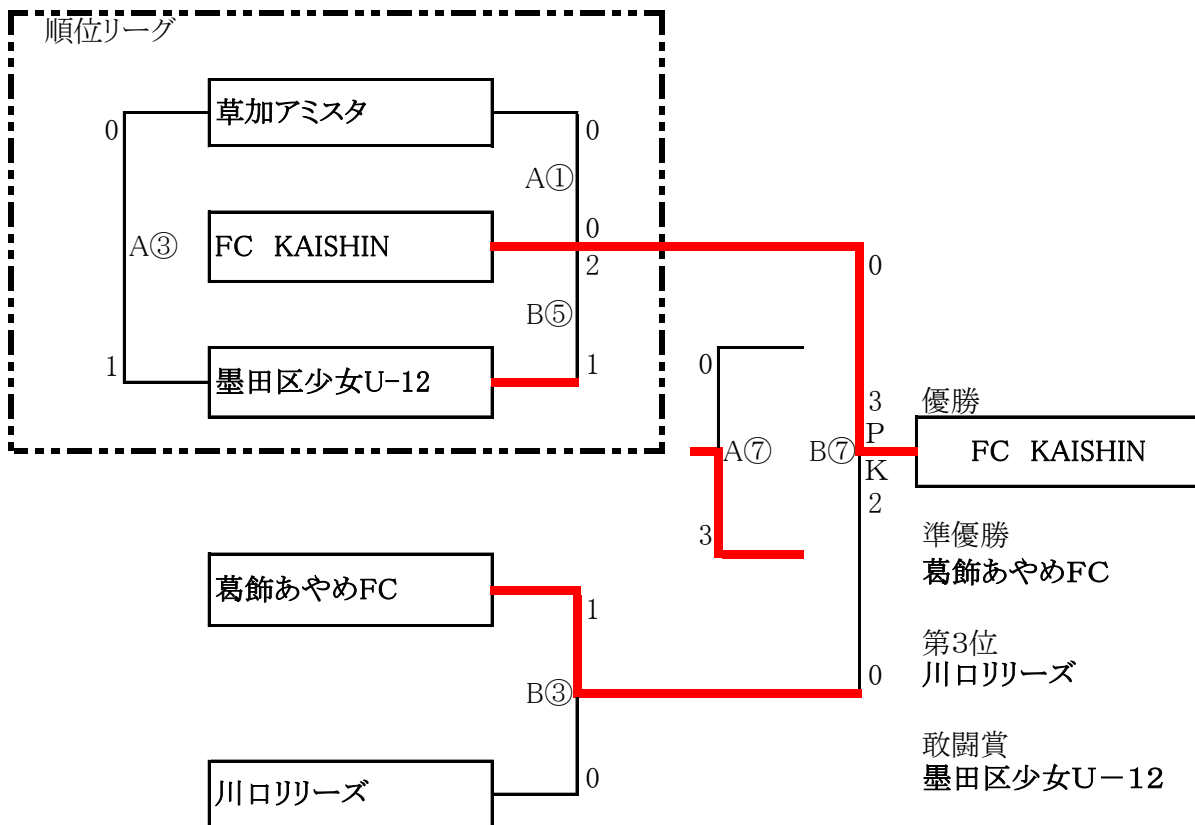 順位リーグ
草加アミスタ
0
0
A①
FC KAISHIN
A③
0
2
0
B⑤
墨田区少女U-12
1
1
0
3
優勝
P
A⑦
B⑦
FC KAISHIN
K
2
3
準優勝
葛飾あやめFC
葛飾あやめFC
1
第3位
川口リリーズ
0
B③
敢闘賞
墨田区少女U－12
川口リリーズ
0